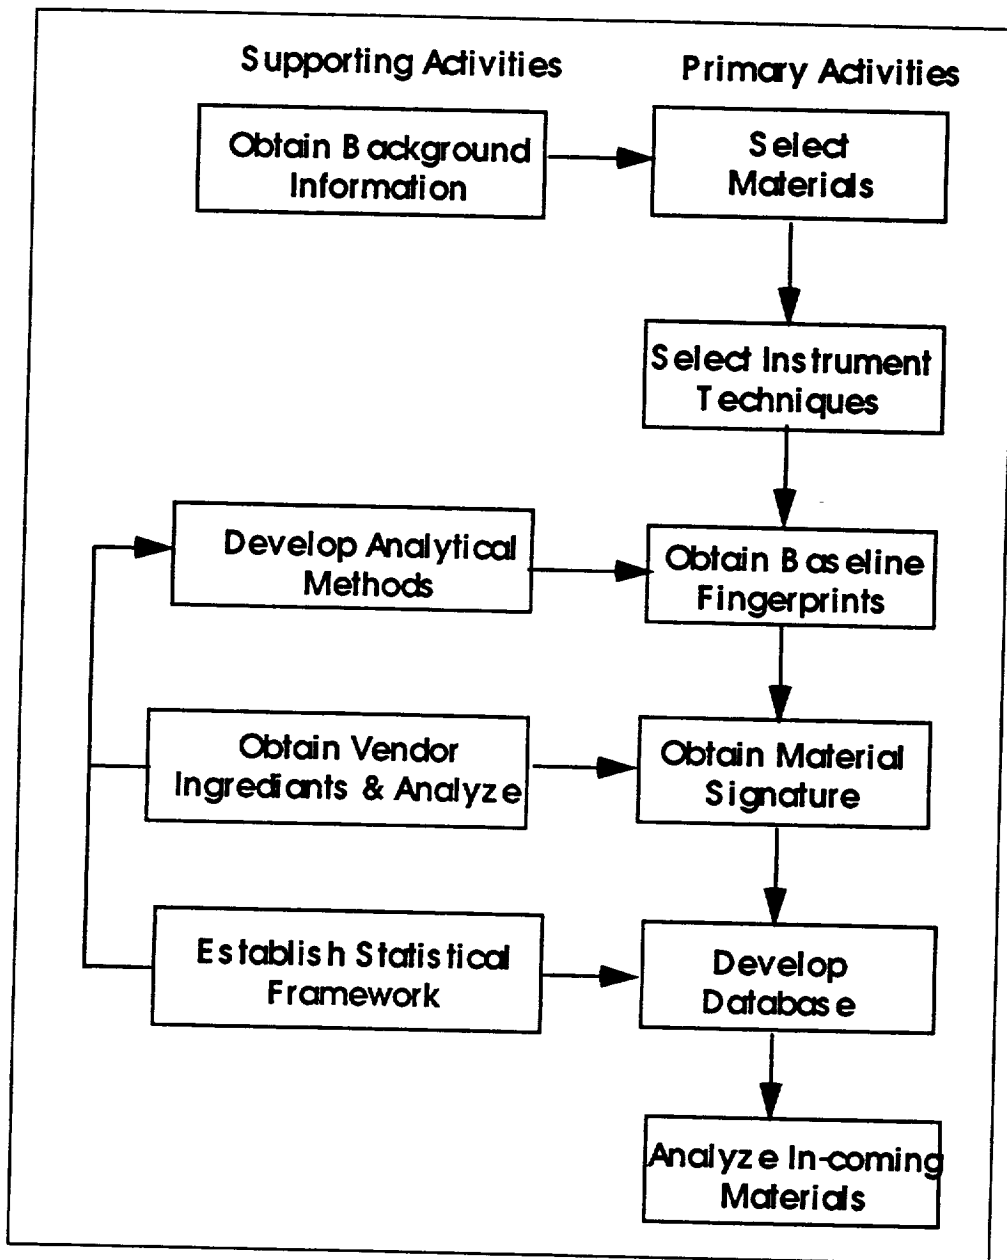 Supporting Activities
Primary Activities
Obtain Background
Information
Select
Materials
Select Instrument
Techniques
Develop Analytical
Methods
Obtain Baseline
Fingerprints
Obtain Vendor
Ingrediants & Analyze
Obtain Material
Signature
Establish Statistical
Framework
Develop
Database
Analyze In-coming
Materials